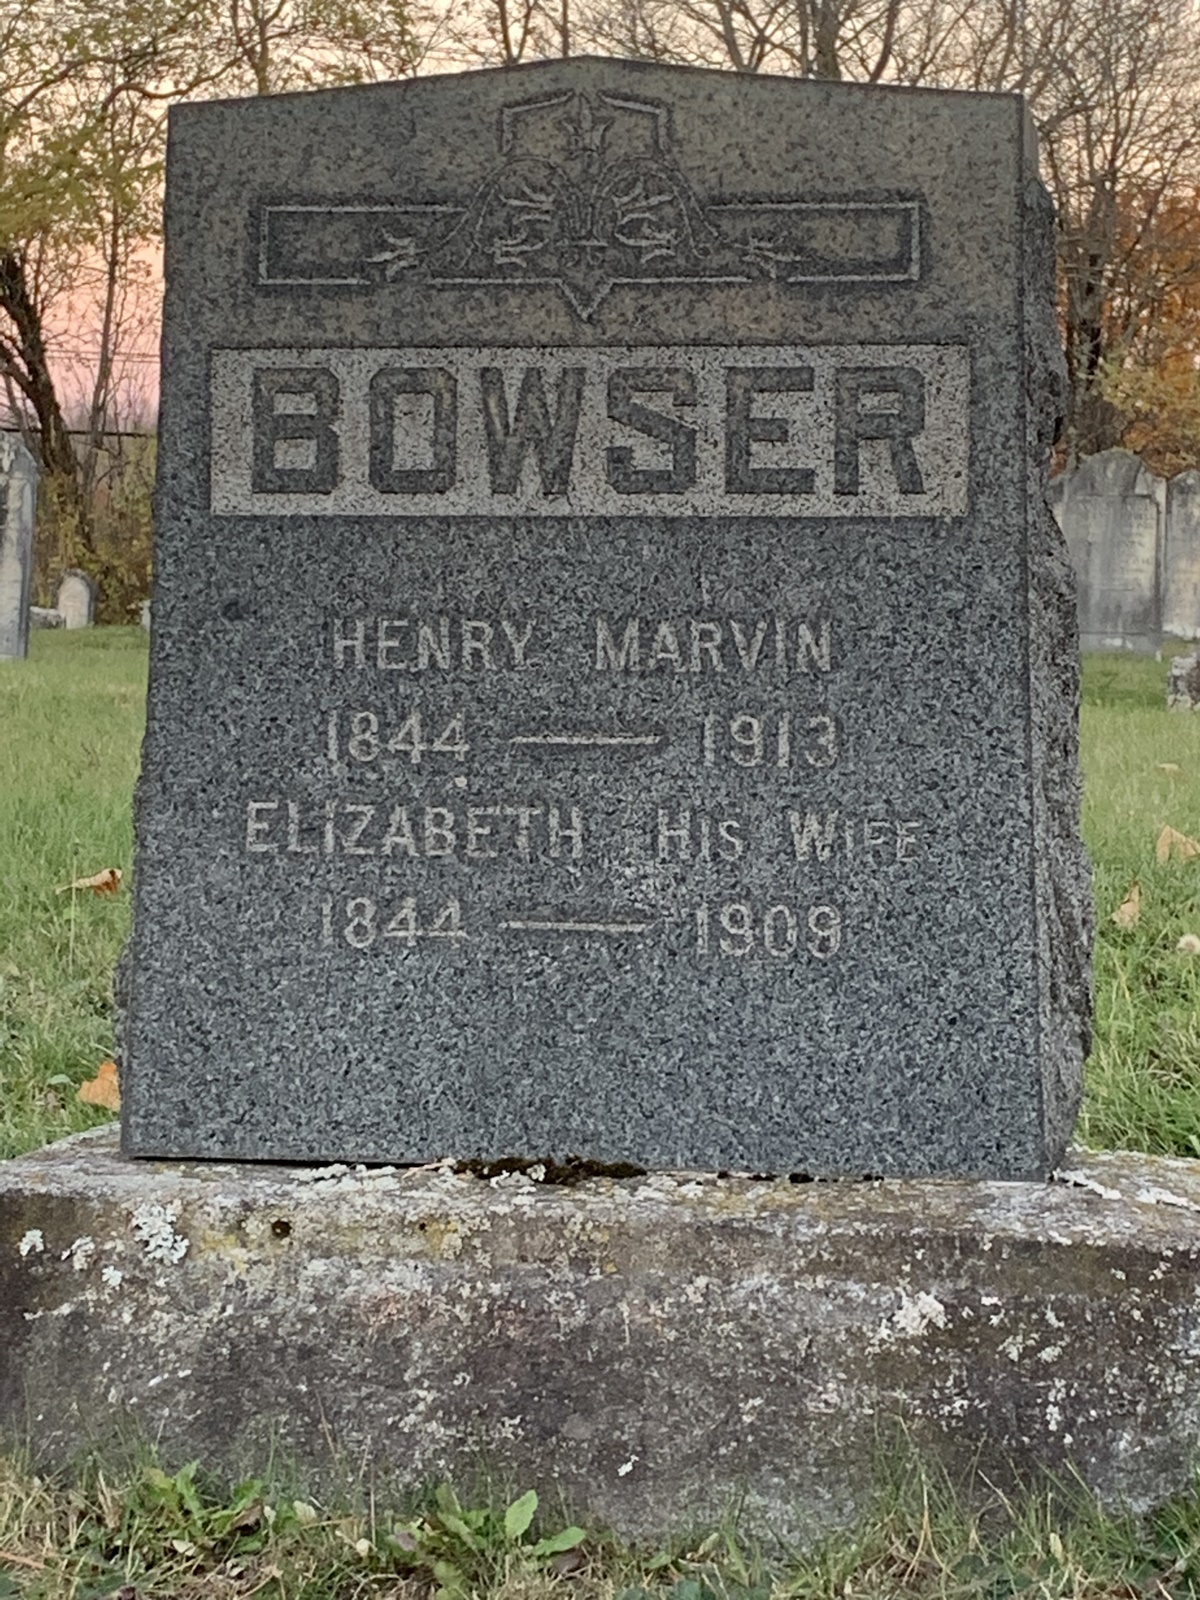 BOWSER
HENRY MARVIN
1844 — 1913
ELIZABETH HIS WIFE
1844 — 1909